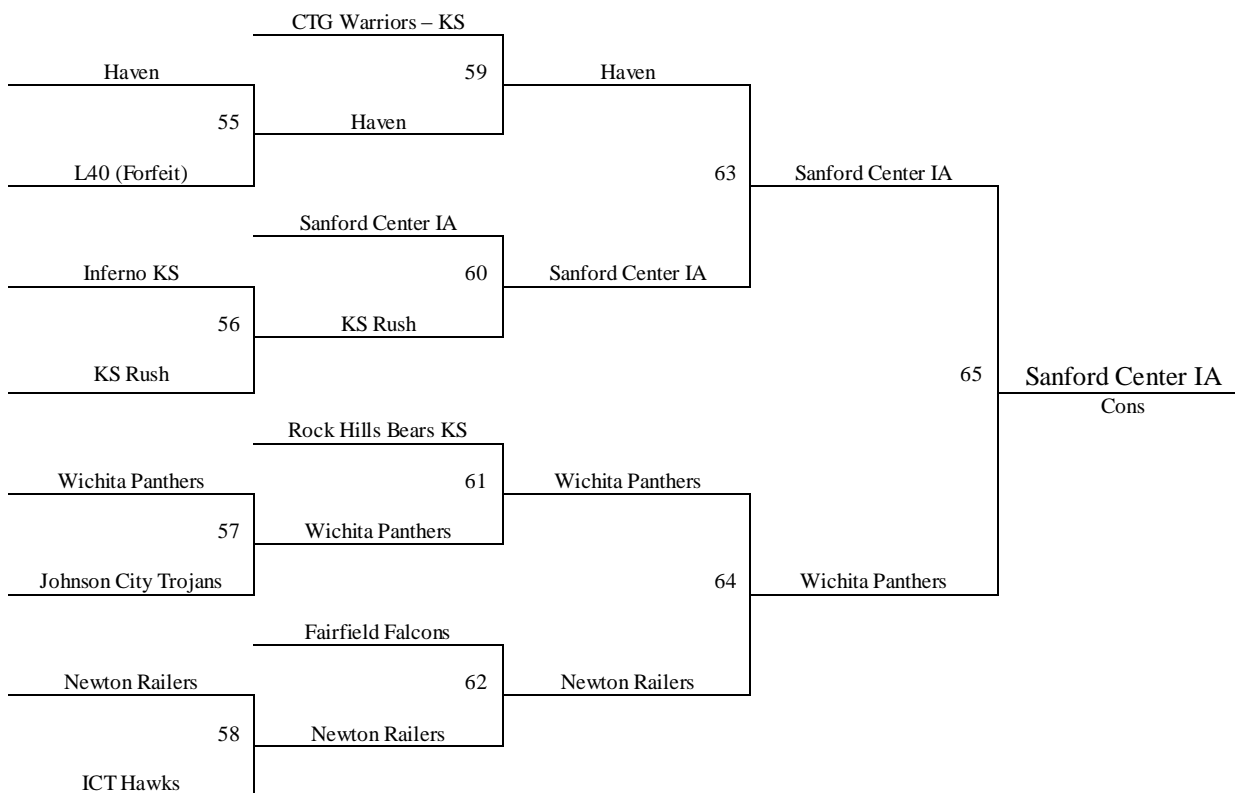 CTG Warriors – KS
Haven
59
Haven
55
Haven
L40 (Forfeit)
63
Sanford Center IA
Sanford Center IA
Inferno KS
60
Sanford Center IA
56
KS Rush
KS Rush
65
Sanford Center IA
Cons
Rock Hills Bears KS
Wichita Panthers
61
Wichita Panthers
57
Wichita Panthers
Johnson City Trojans
64
Wichita Panthers
Fairfield Falcons
Newton Railers
62
Newton Railers
58
Newton Railers
ICT Hawks